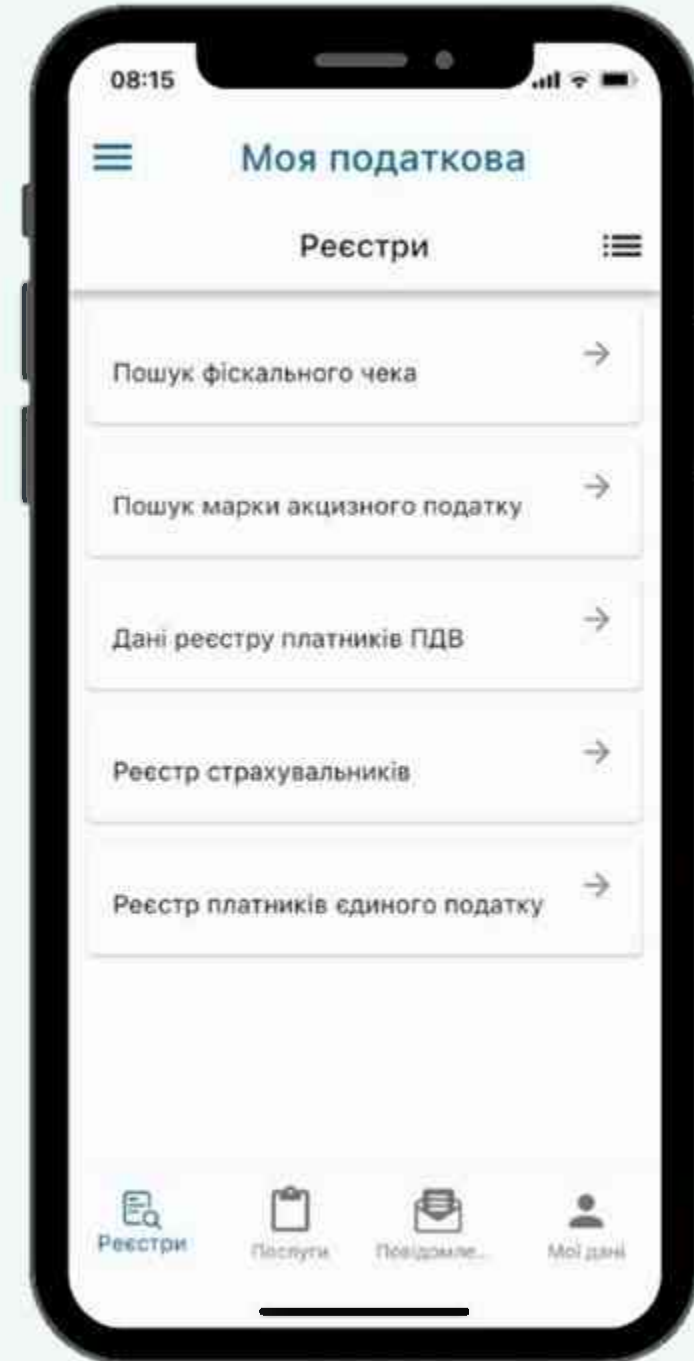 08:15
Моя податкова
Реєстри
Пошук фіскального чека
Пошук марки акцизного податку
Дані реєстру платників ПДВ
Реєстр страхувальників
Реєстр платників єдиного податку
Реєстри
Послуги
Повідомле...
Мої дані